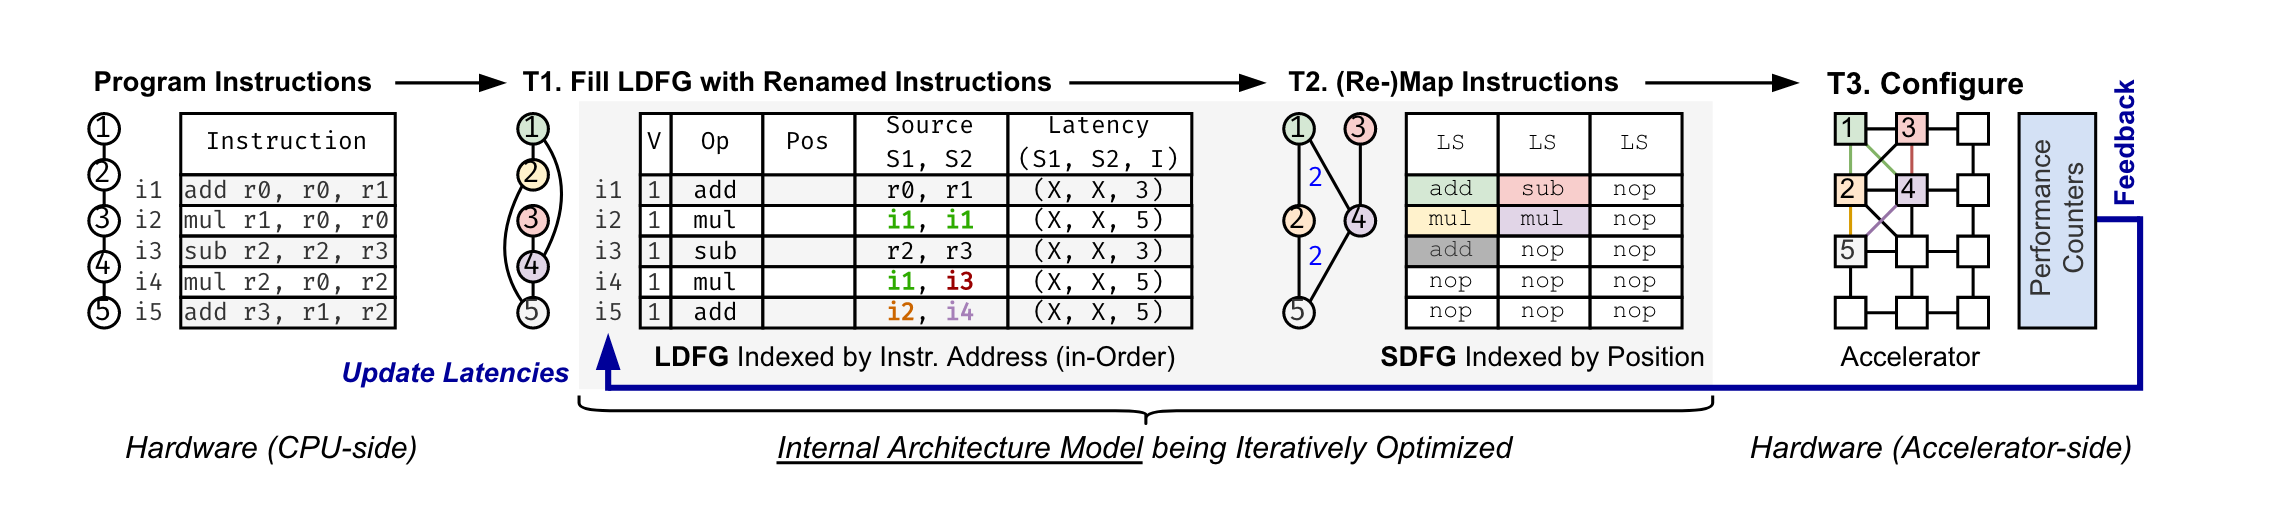 Program Instructions
T1. Fill LDFG with Renamed Instructions
T2. (Re-)Map Instructions
T3. Configure
1
2
3
4
5
Instruction
i1 add r0, r0, r1
i2 mul r1, r0, r0
i3 sub r2, r2, r3
i4 mul r2, r0, r2
i5 add r3, r1, r2
1
2
3
4
5
V Op Pos Source S1, S2 Latency (S1, S2, I)
i1 1 add r0, r1 (X, X, 3)
i2 1 mul i1, i1 (X, X, 5)
i3 1 sub r2, r3 (X, X, 3)
i4 1 mul i1, i3 (X, X, 5)
i5 1 add i2, i4 (X, X, 5)
LDFG Indexed by Instr. Address (in-Order)
1 3
2
2 4
2
5
LS LS LS
add sub nop
mul mul nop
add nop nop
nop nop nop
nop nop nop
SDFG Indexed by Position
1 3
2 4
5
Accelerator
Performance
Counters
Feedback
Update Latencies
Hardware (CPU-side)
Internal Architecture Model being Iteratively Optimized
Hardware (Accelerator-side)